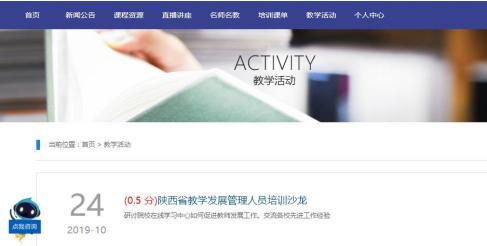 首页 新闻公告 课程资源 直播讲座 名师名教 培训课单 教学活动 个人中心
ACTIVITY
教学活动
当前位置：首页 > 教学活动
24
(0.5 分)陕西省教学发展管理人员培训沙龙
研讨院校在线学习中心如何促进教师发展工作。交流各校先进工作经验
2019-10
点我咨询